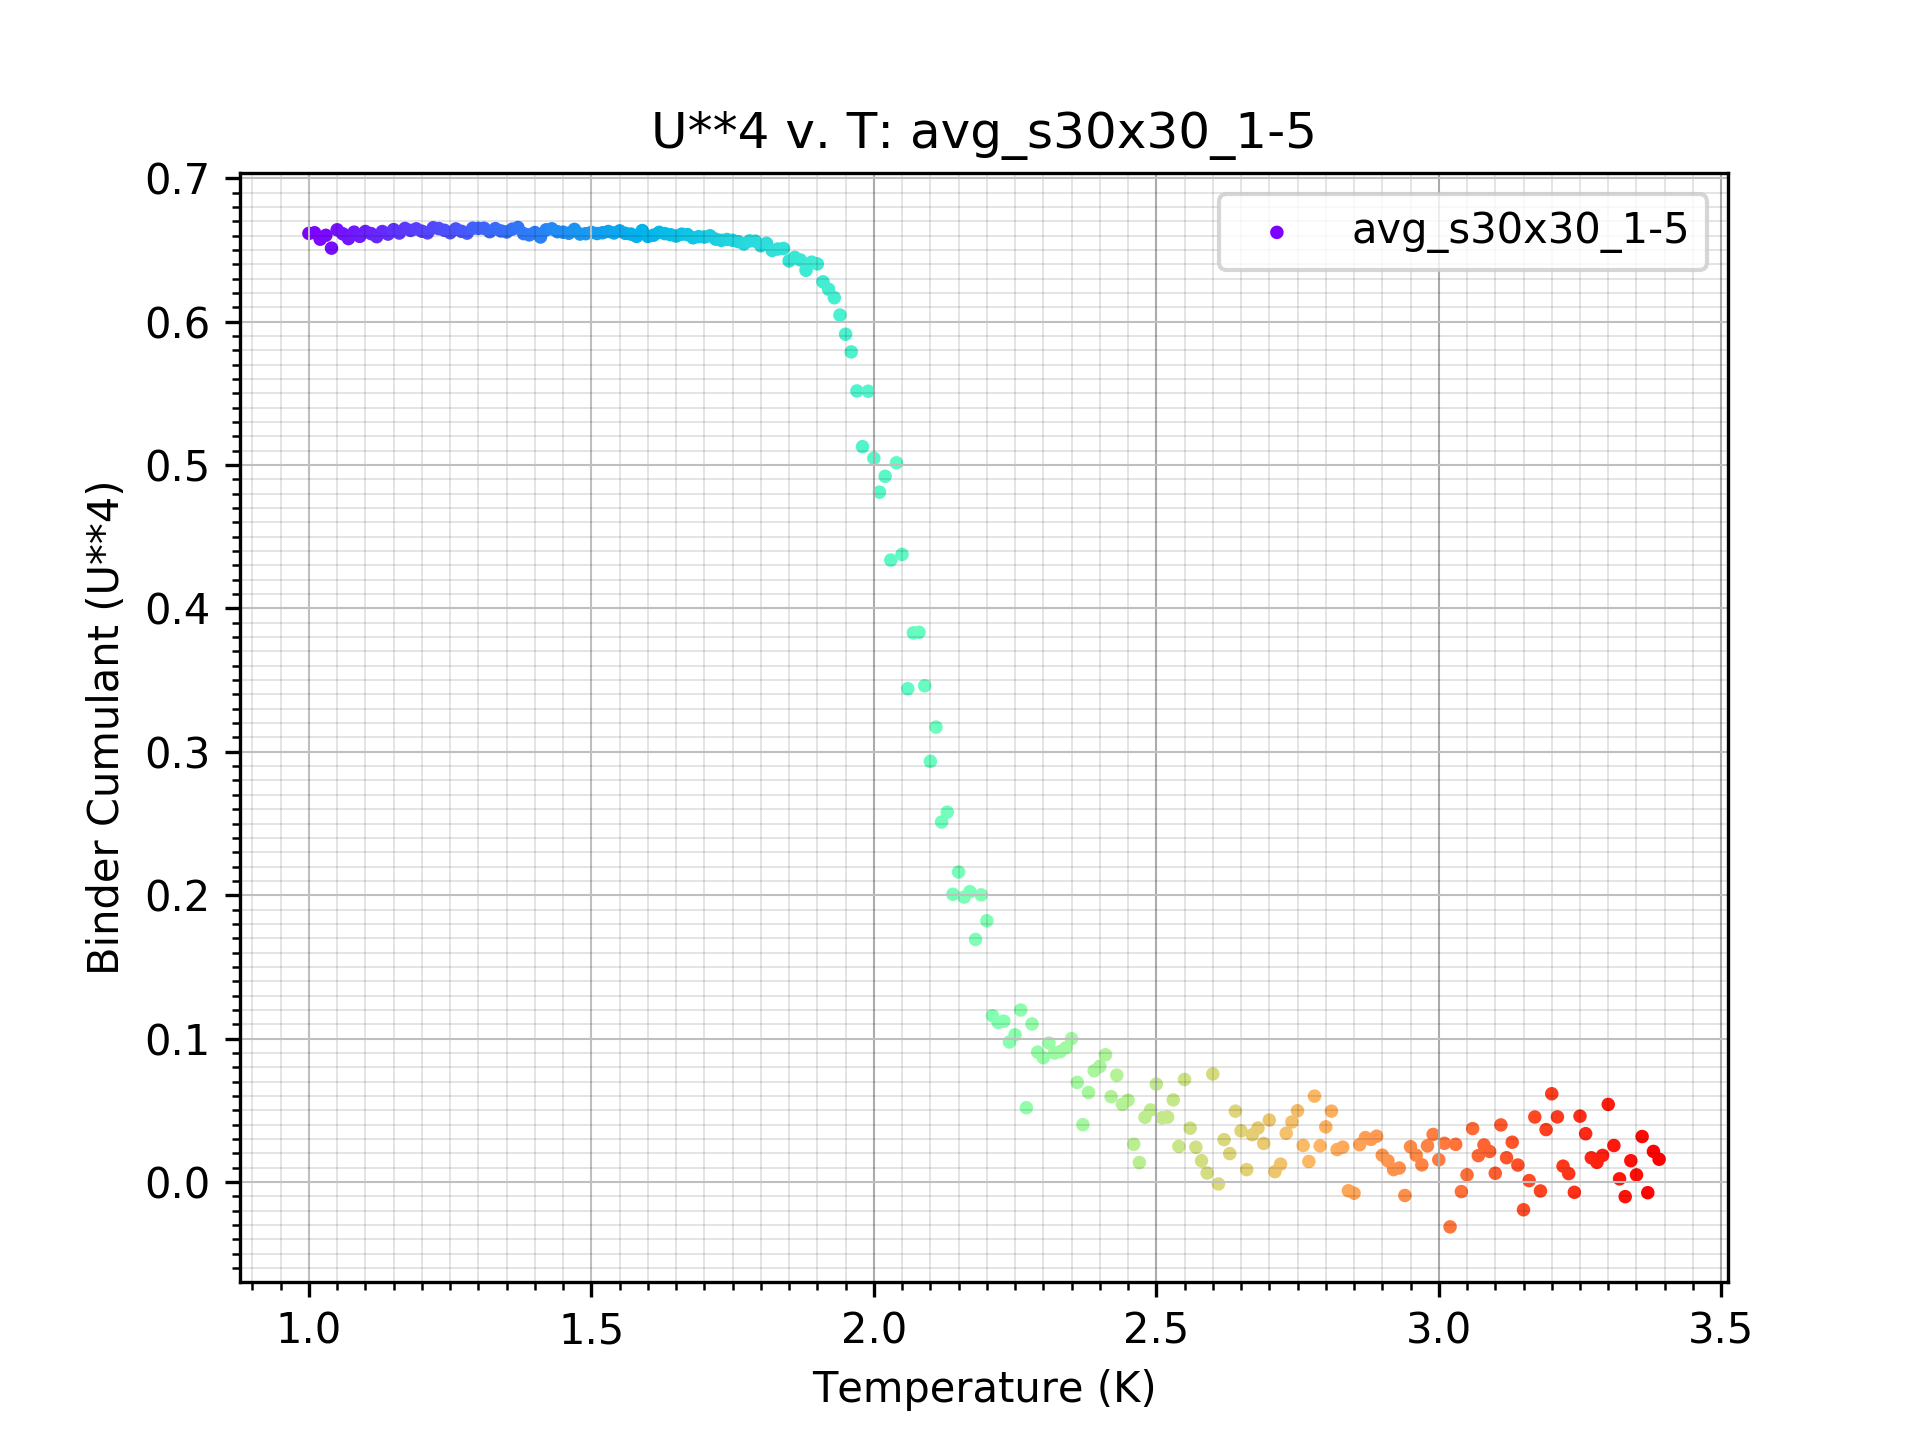 U**4 v. T: avg_s30x30_1-5
avg_s30x30_1-5
Binder Cumulant (U**4)
0.7
0.6
0.5
0.4
0.3
0.2
0.1
0.0
1.0 1.5 2.0 2.5 3.0 3.5
Temperature (K)